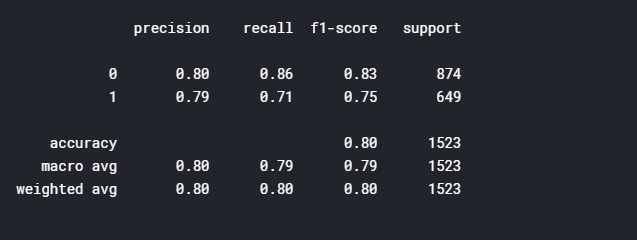 precision recall f1-score support
0 0.80 0.86 0.83 874
1 0.79 0.71 0.75 649
accuracy 0.80 1523
macro avg 0.80 0.79 0.79 1523
weighted avg 0.80 0.80 0.80 1523